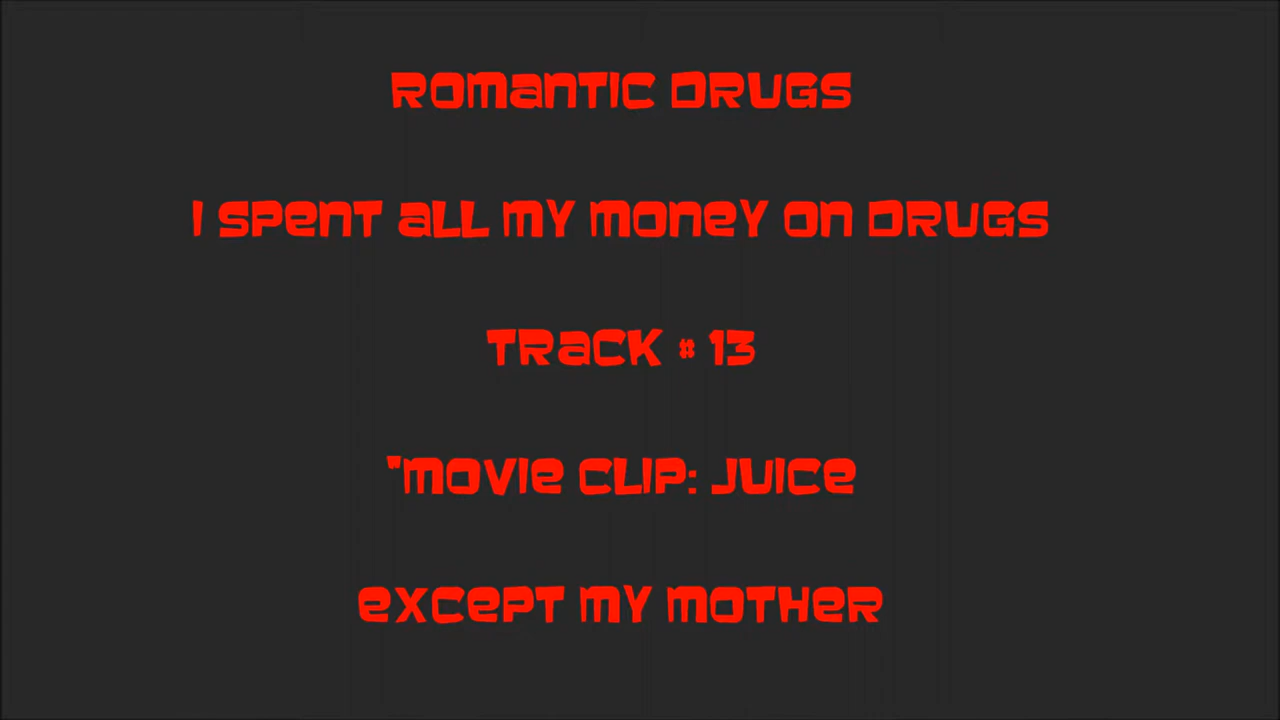 ROMANTIC DRUGS
I SPENT ALL MY MONEY ON DRUGS
TRACK # 13
"MOVIE CLIP: JUICE
EXCEPT MY MOTHER